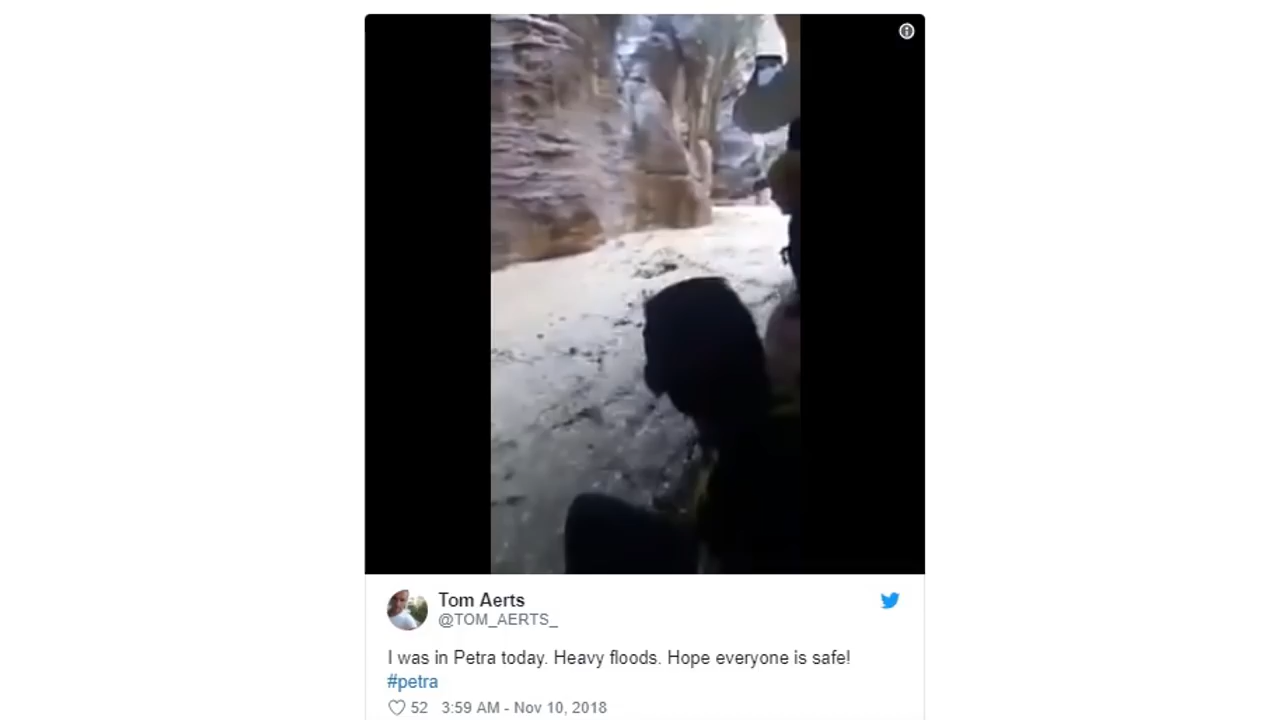 Tom Aerts
@TOM_AERTS_
I was in Petra today. Heavy floods. Hope everyone is safe!
#petra
52 3:59 AM - Nov 10, 2018